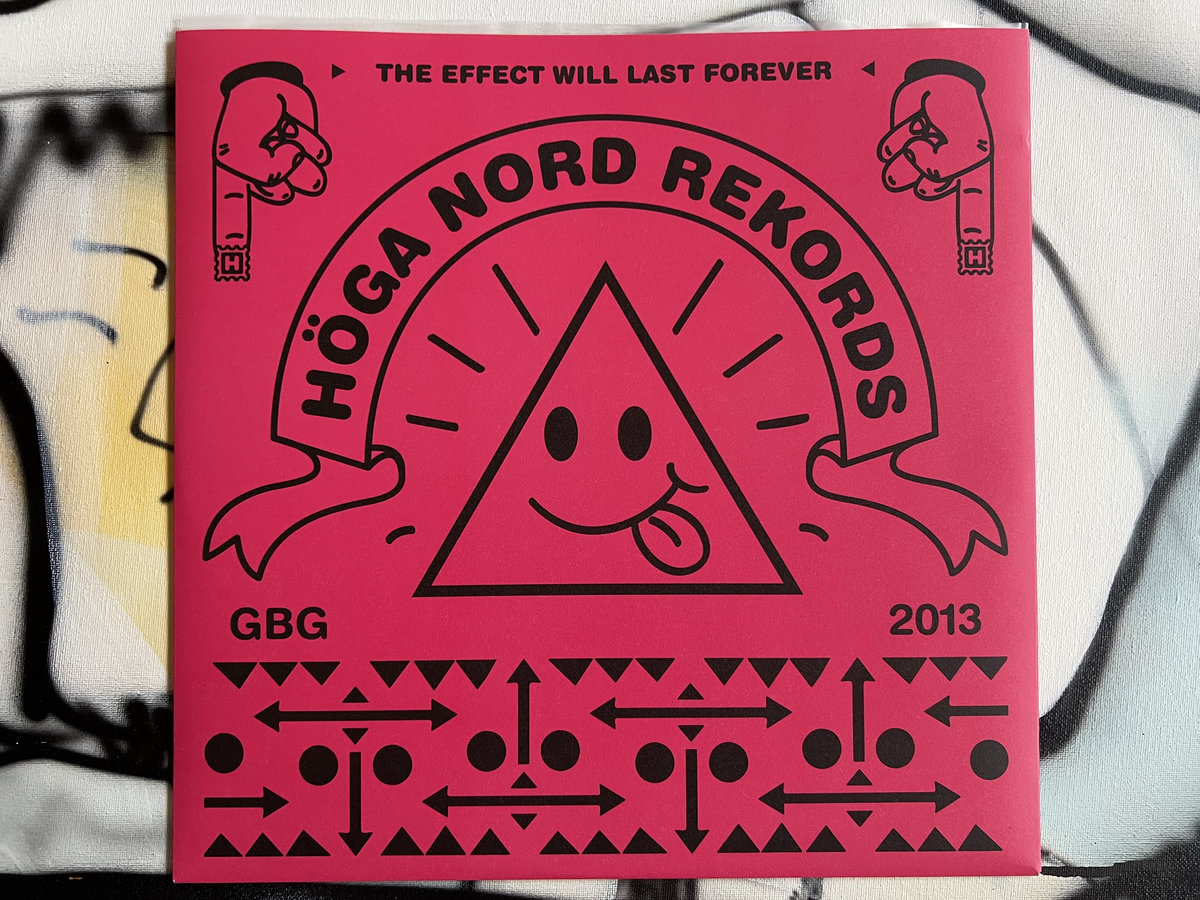 THE EFFECT WILL LAST FOREVER
HÖGA NORD REKORDS
H
H
GBG
2013